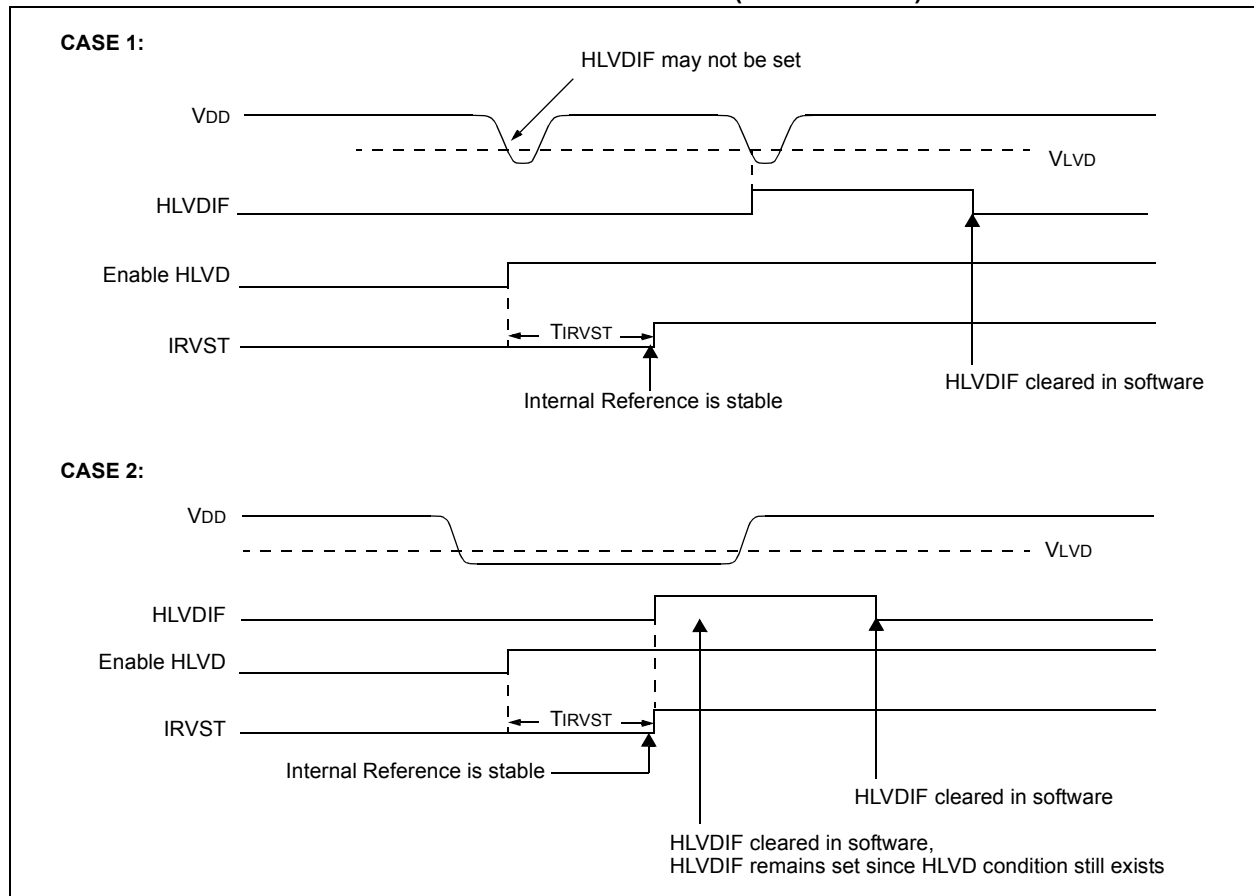 CASE 1:
HLVDIF may not be set
VDD
VLVD
HLVDIF
Enable HLVD
TIRVST
IRVST
HLVDIF cleared in software
Internal Reference is stable
CASE 2:
VDD
VLVD
HLVDIF
Enable HLVD
TIRVST
IRVST
Internal Reference is stable
HLVDIF cleared in software
HLVDIF cleared in software,
HLVDIF remains set since HLVD condition still exists